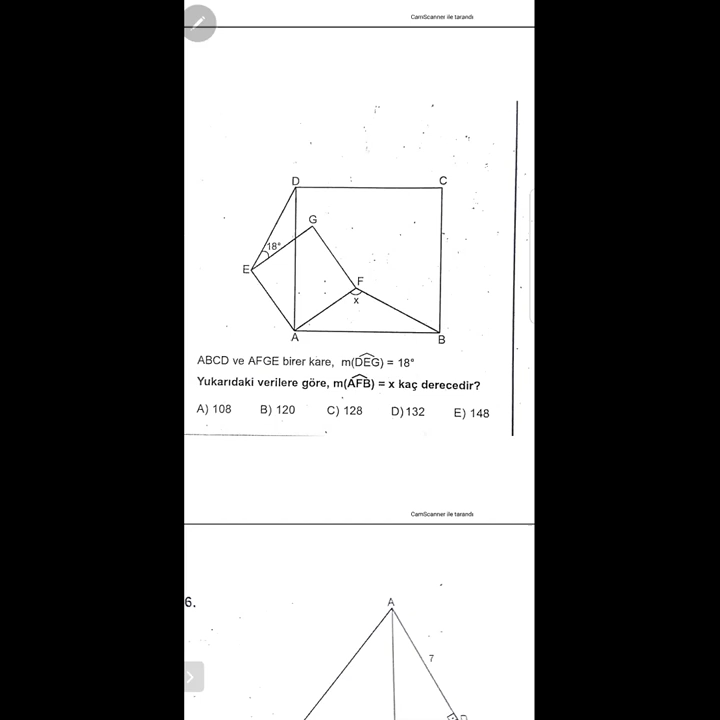 CamScanner ile tarandı
D
C
G
18°
E
F
x
A
B
ABCD ve AFGE birer kare, m(DEG) = 18°
Yukarıdaki verilere göre, m(AFB) = x kaç derecedir?
A) 108 B) 120 C) 128 D) 132 E) 148
CamScanner ile tarandı
6.
A
7